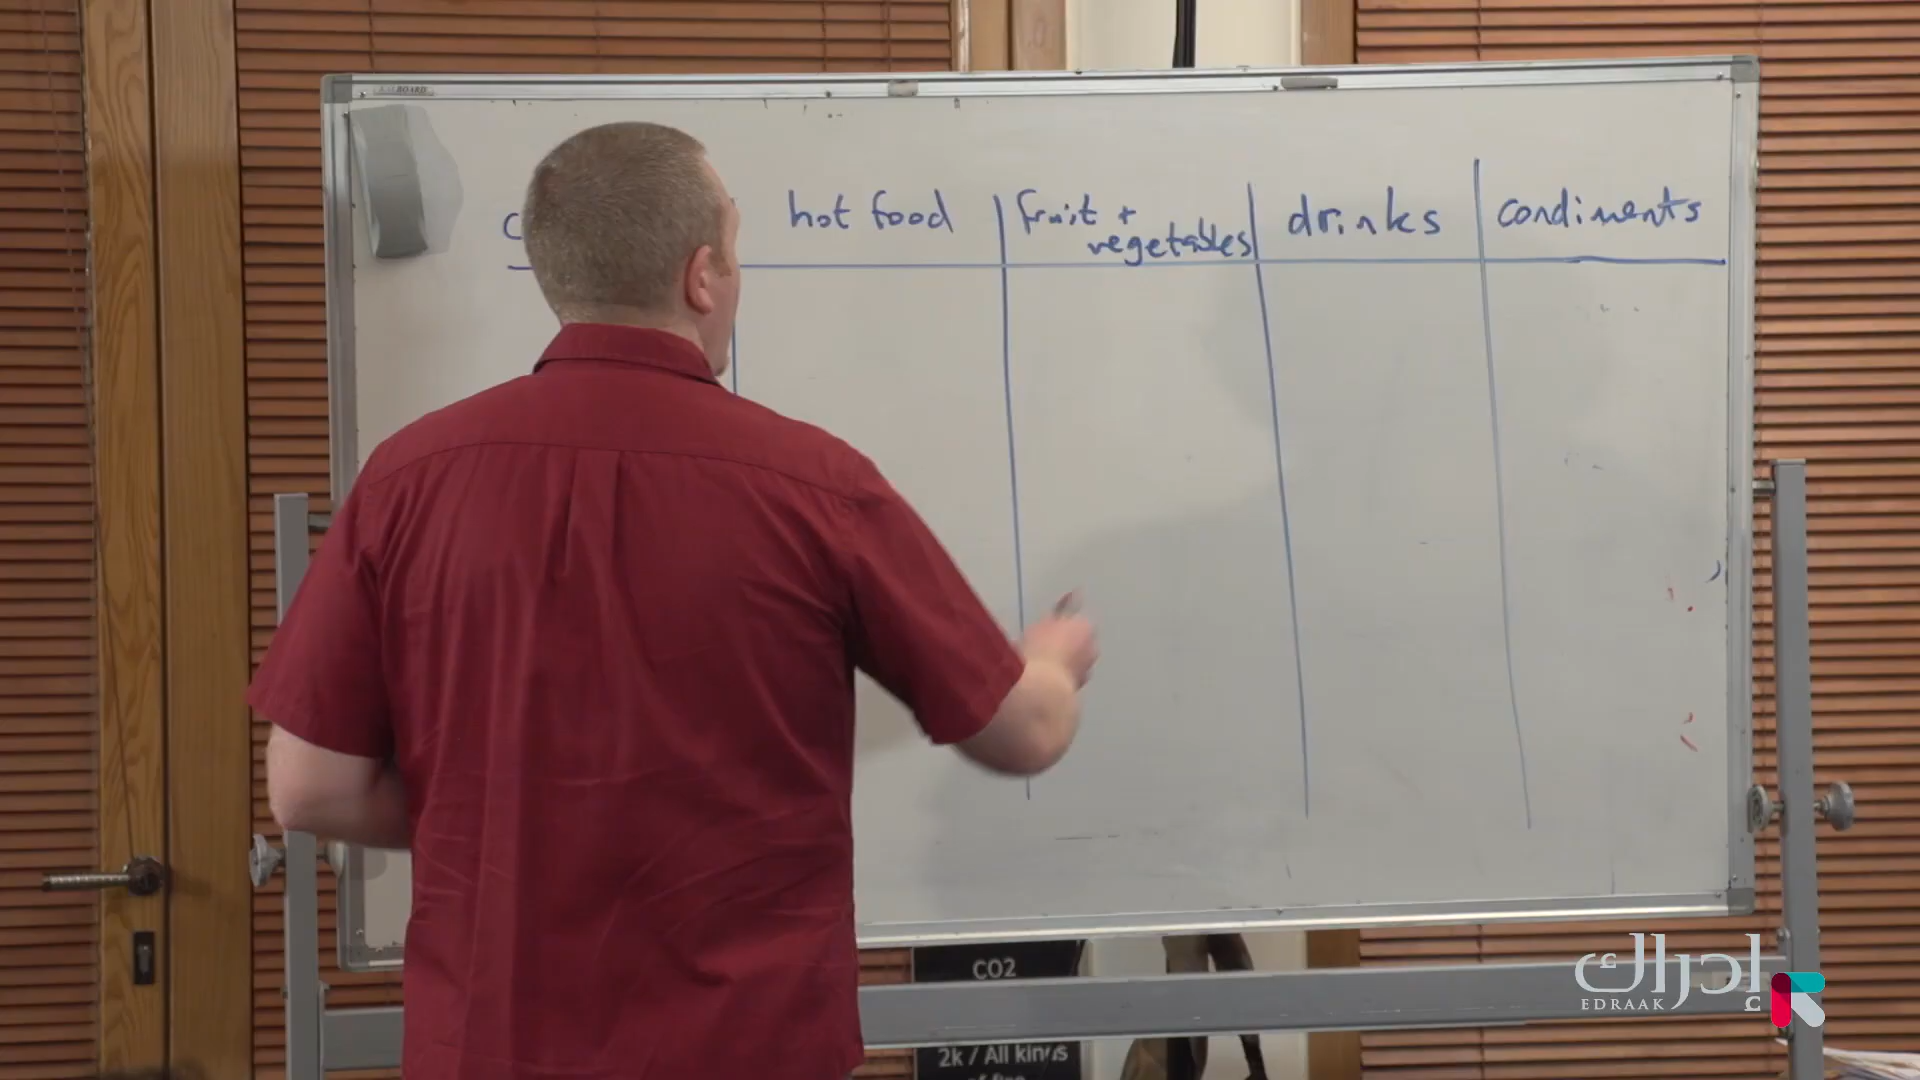 hot food
fruit +
vegetables
drinks
condiments
CO2
2k / All kinds
إدراك
EDRAAK